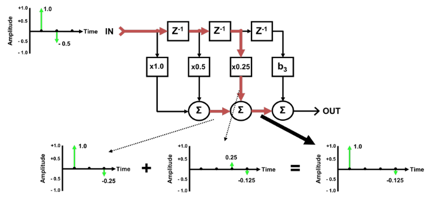 Amplitude
+1.0
+0.5
0
- 0.5
- 1.0
1.0
- 0.5
Time
IN
Z-1
Z-1
Z-1
x1.0
x0.5
x0.25
b3
Σ
Σ
Σ
OUT
Amplitude
+1.0
+0.5
0
- 0.5
- 1.0
1.0
-0.25
Time
+
Amplitude
+1.0
+0.5
0
- 0.5
- 1.0
0.25
-0.125
Time
=
Amplitude
+1.0
+0.5
0
- 0.5
- 1.0
1.0
-0.125
Time